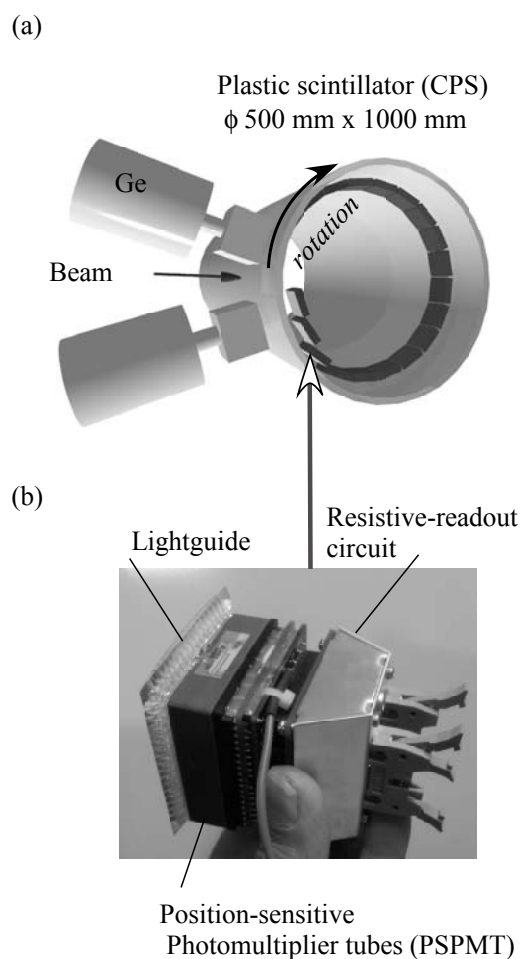 (a)
Plastic scintillator (CPS)
ϕ 500 mm x 1000 mm
Ge
rotation
Beam
(b)
Resistive-readout
circuit
Lightguide
Position-sensitive
Photomultiplier tubes (PSPMT)